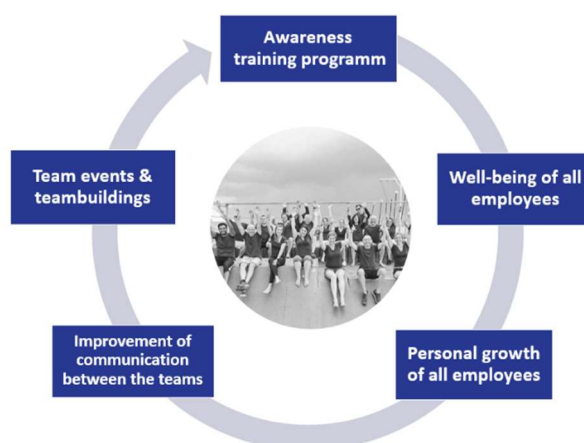 Awareness
training programm
Well-being of all
employees
Personal growth
of all employees
Improvement of
communication
between the teams
Team events &
teambuildings